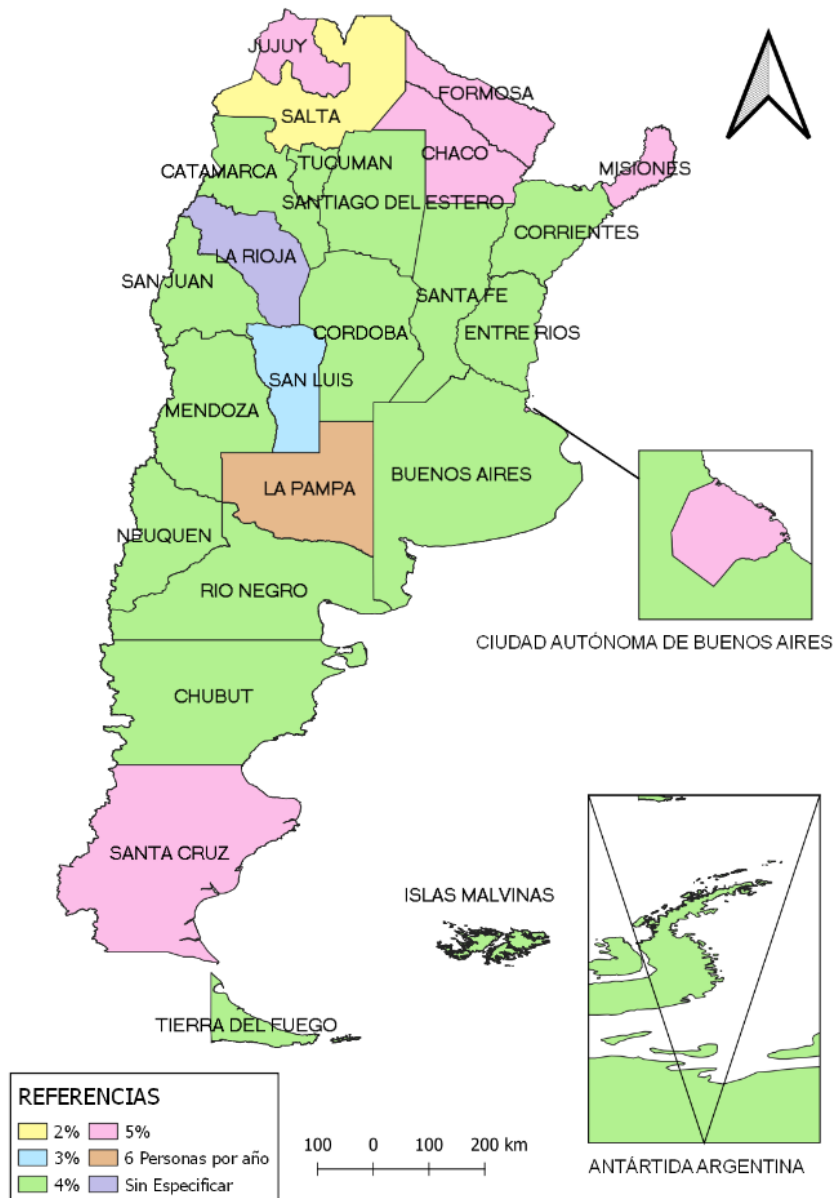 JUJUY
FORMOSA
SALTA
CHACO
TUCUMAN
MISIONES
CATAMARCA
SANTIAGO DEL ESTERO
CORRIENTES
LA RIOJA
SAN JUAN
SANTA FE
CORDOBA
ENTRE RIOS
SAN LUIS
MENDOZA
BUENOS AIRES
LA PAMPA
NEUQUEN
RIO NEGRO
CIUDAD AUTÓNOMA DE BUENOS AIRES
CHUBUT
SANTA CRUZ
ISLAS MALVINAS
TIERRA DEL FUEGO
REFERENCIAS
2% 5%
3% 6 Personas por año
4% Sin Especificar
100 0 100 200 km
ANTÁRTIDA ARGENTINA